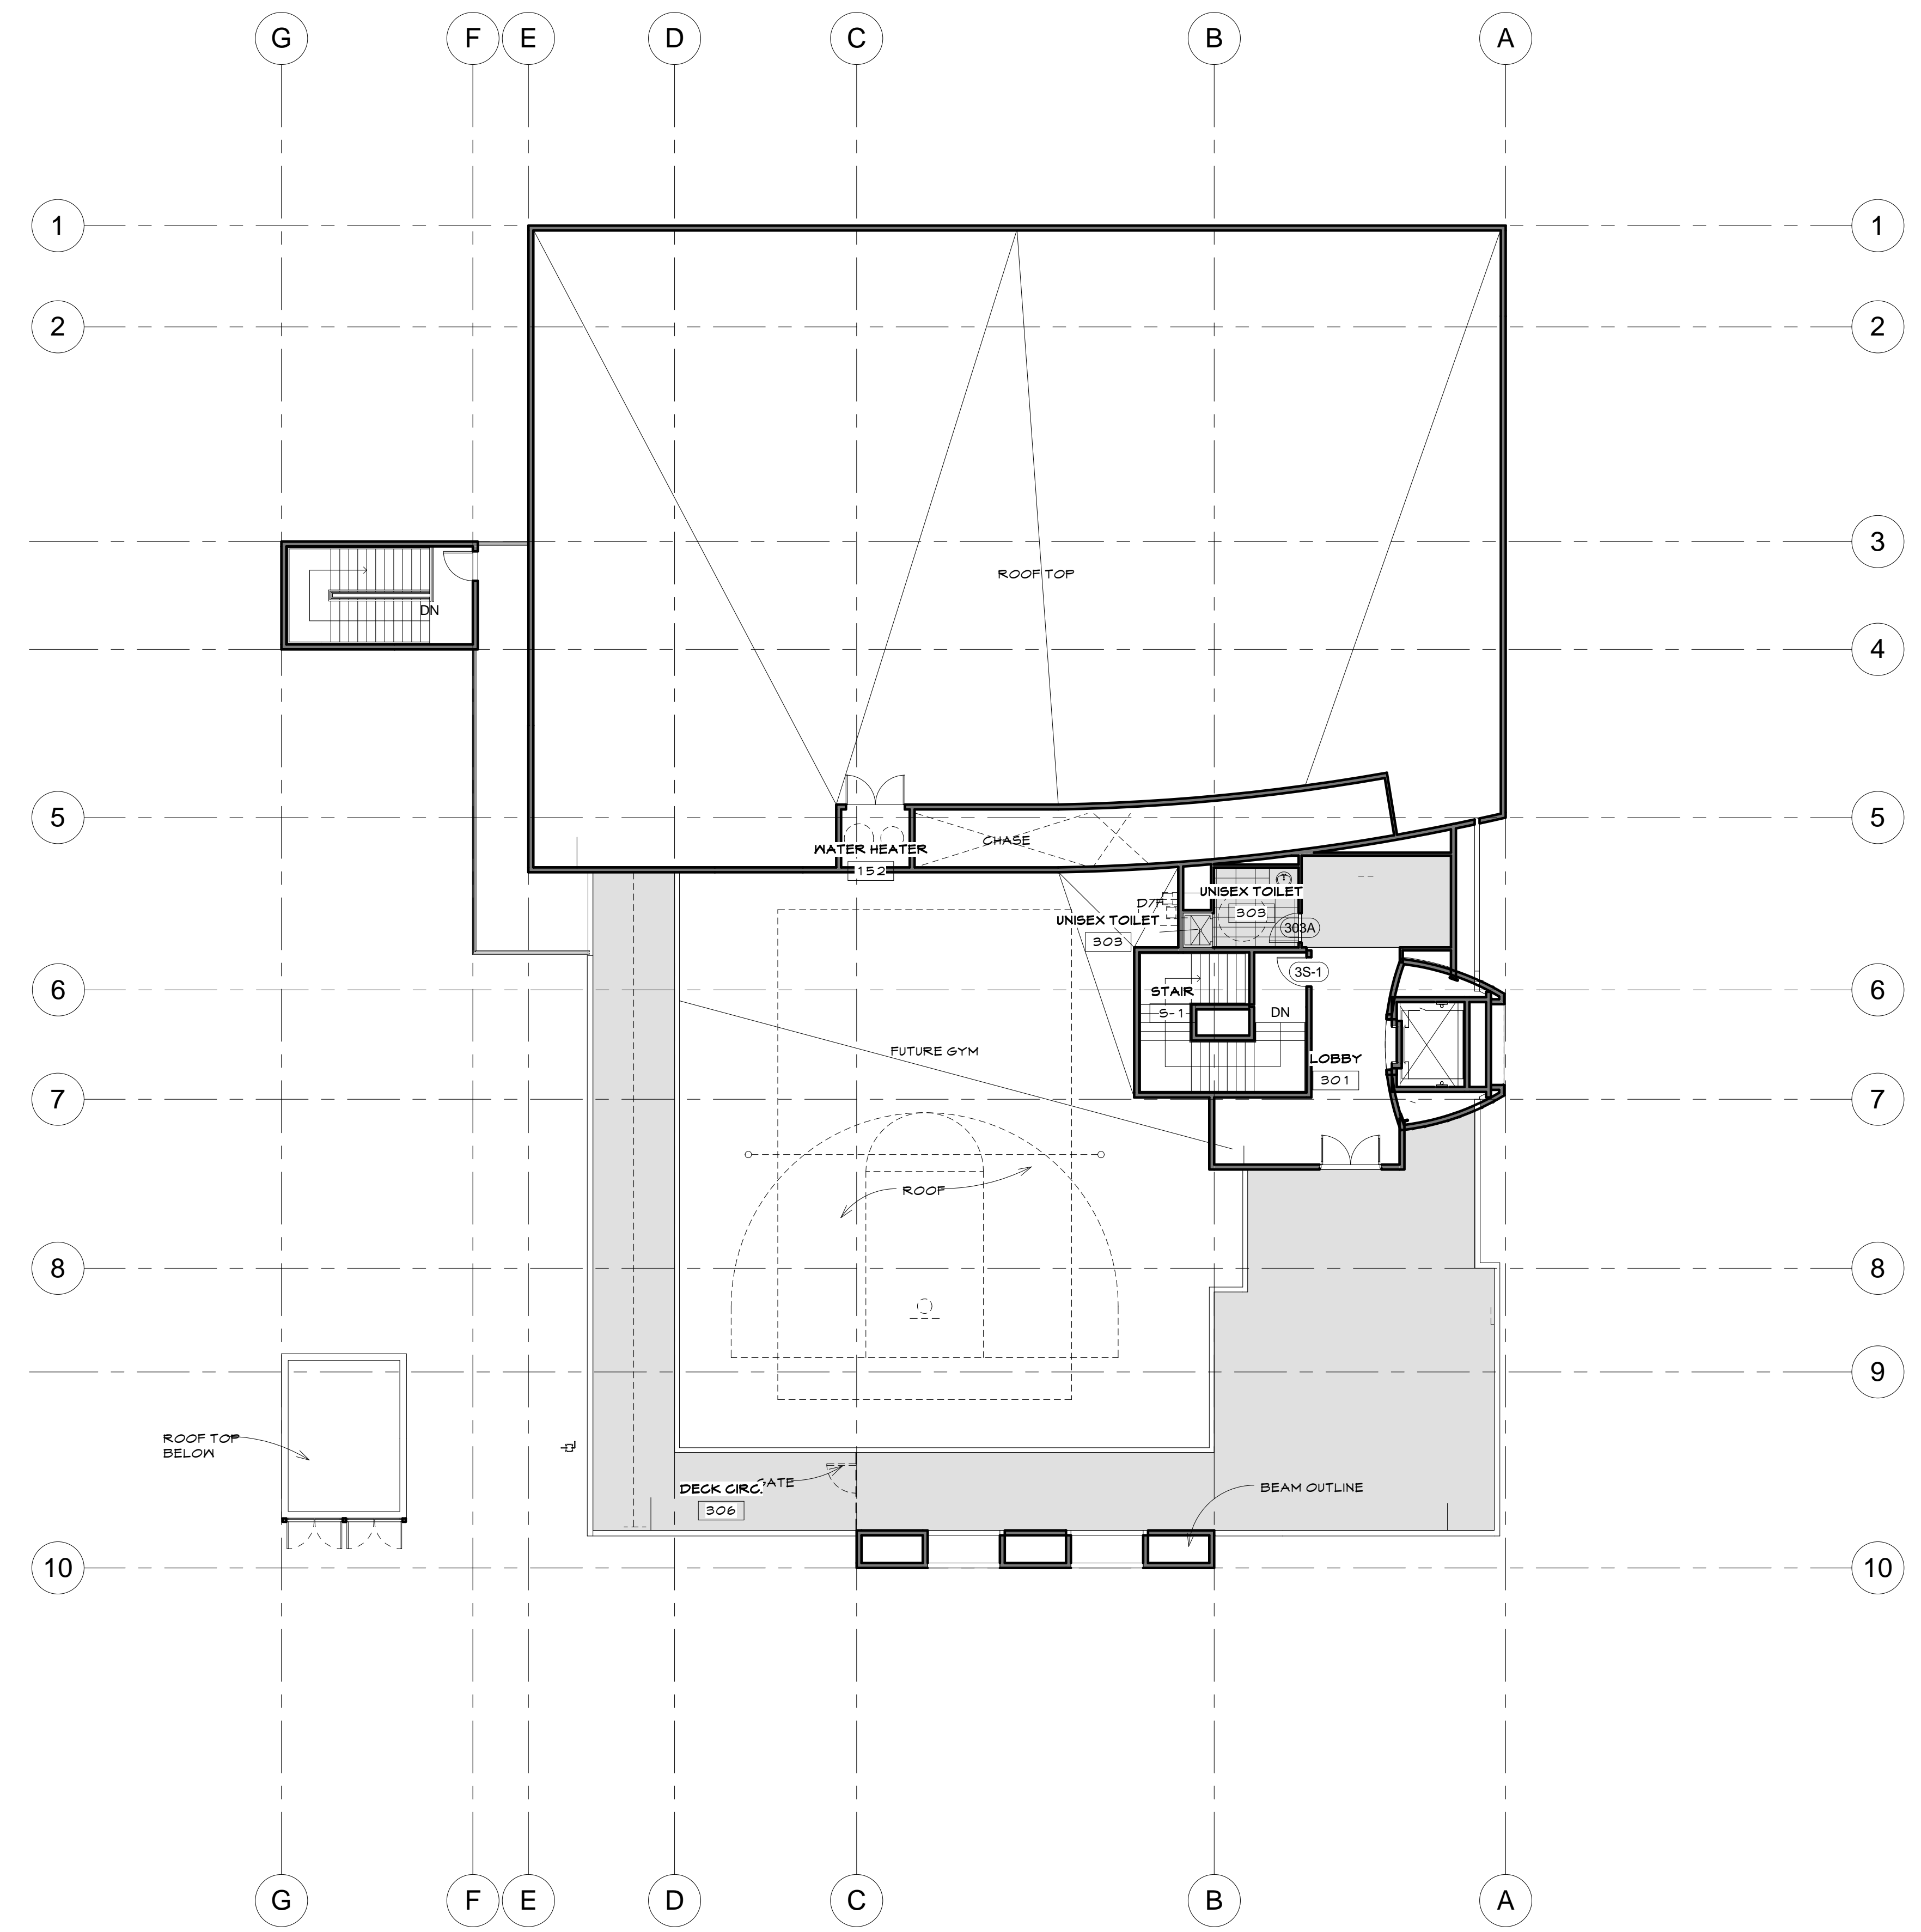 G F E D C B A
1 1
2 2
3
ROOF TOP
DN
4
5 5
CHASE
WATER HEATER
152
UNISEX TOILET
D/F
303
UNISEX TOILET
303A
303
3S-1
6 6
STAIR
S-1 DN
FUTURE GYM
LOBBY
301
7 7
ROOF
8 8
9
ROOF TOP
BELOW
GATE
DECK CIRC.
BEAM OUTLINE
306
10 10
G F E D C B A